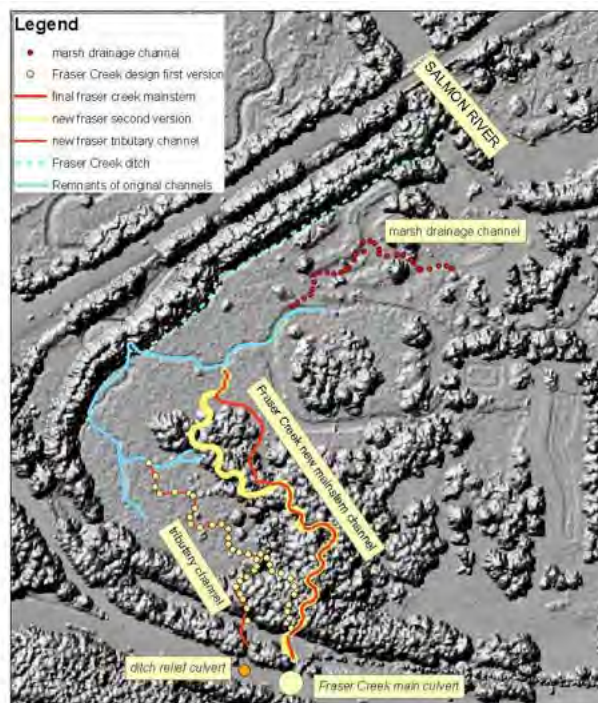 Legend
marsh drainage channel
Fraser Creek design first version
final fraser creek mainstem
new fraser second version
new fraser tributary channel
Fraser Creek ditch
Remnants of original channels
SALMON RIVER
marsh drainage channel
Fraser Creek new mainstem channel
tributary channel
ditch relief culvert
Fraser Creek main culvert